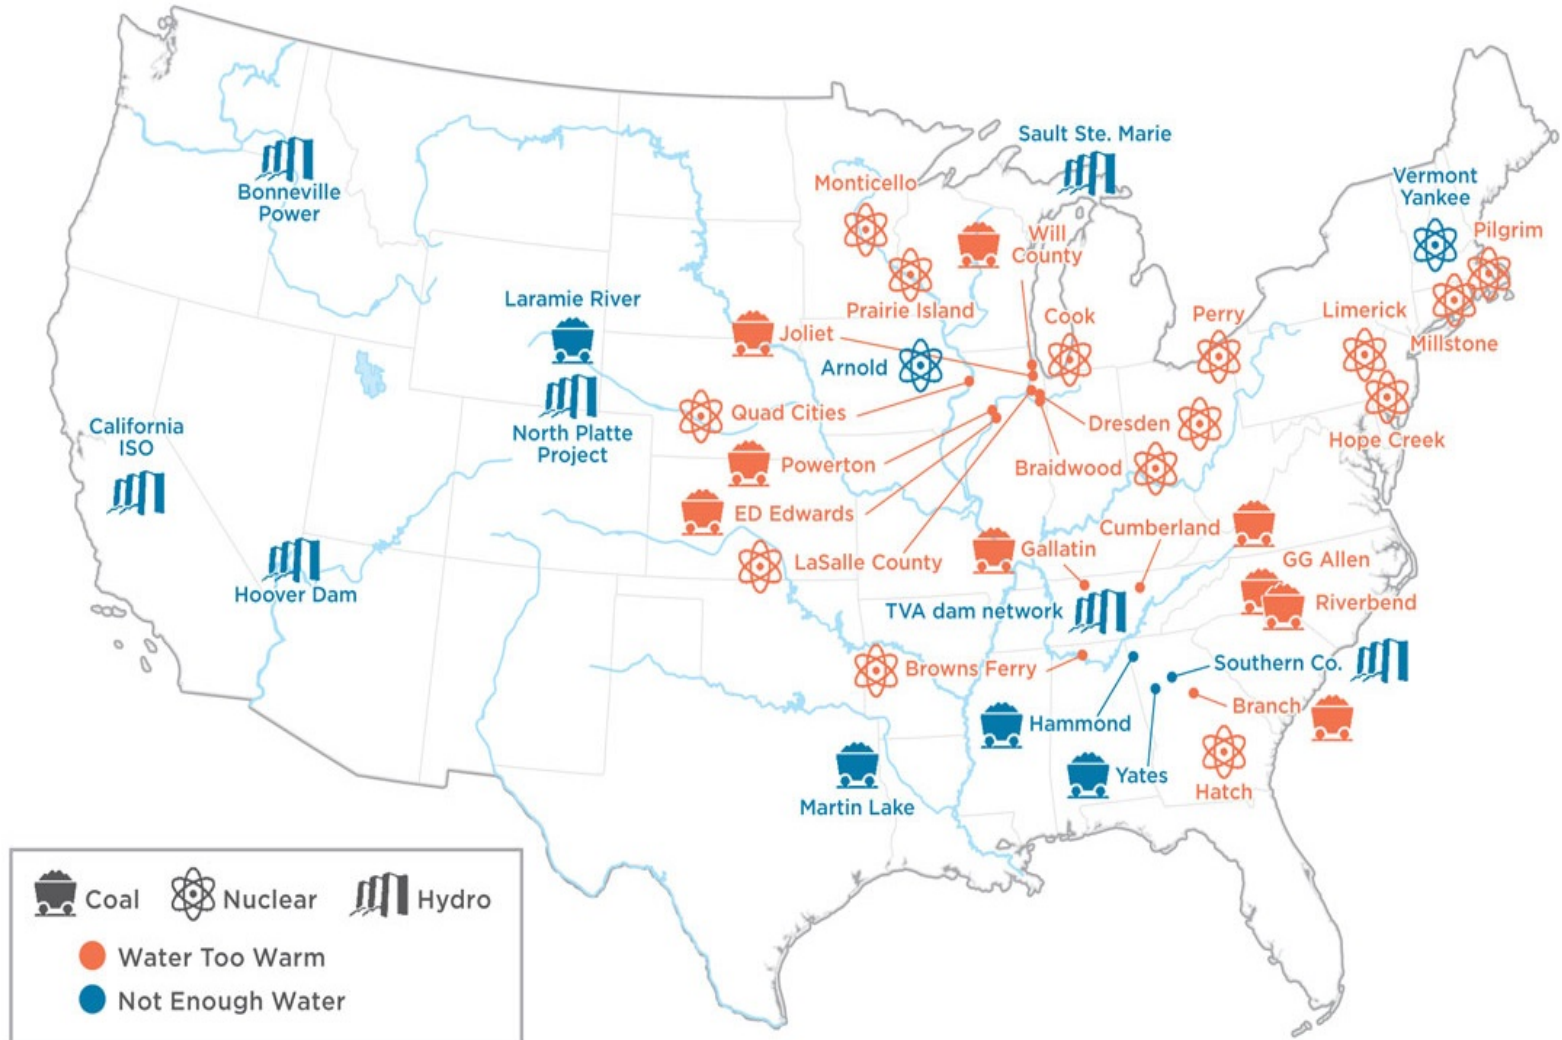 Sault Ste. Marie
Monticello
Vermont
Yankee
Bonneville
Power
Will
County
Pilgrim
Laramie River
Prairie Island
Cook
Perry
Limerick
Joliet
Millstone
Arnold
Quad Cities
Dresden
California
ISO
North Platte
Project
Hope Creek
Powerton
Braidwood
ED Edwards
Cumberland
Gallatin
LaSalle County
GG Allen
Hoover Dam
TVA dam network
Riverbend
Browns Ferry
Southern Co.
Branch
Hammond
Yates
Hatch
Martin Lake
Coal
Nuclear
Hydro
Water Too Warm
Not Enough Water